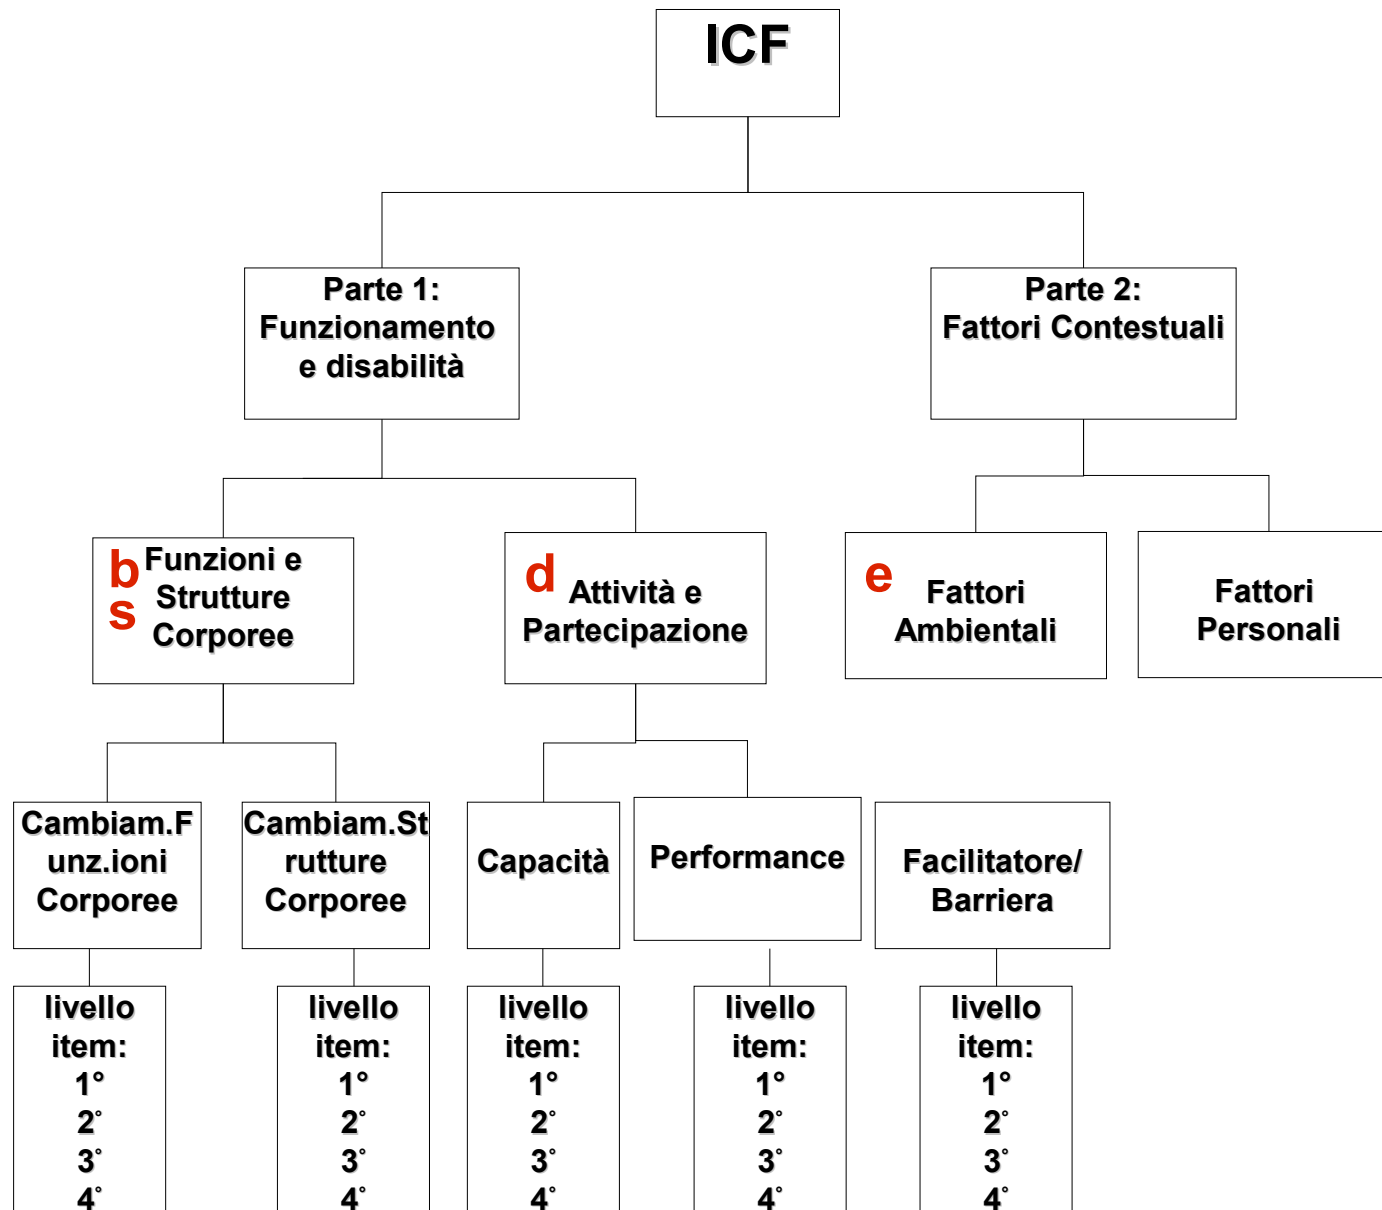 ICF
Parte 1:
Funzionamento
e disabilità
Parte 2:
Fattori Contestuali
b
s
Funzioni e
Strutture
Corporee
d
Attività e
Partecipazione
e
Fattori
Ambientali
Fattori
Personali
Cambiam.F
unz.ioni
Corporee
Cambiam.St
rutture
Corporee
Capacità
Performance
Facilitatore/
Barriera
livello
item:
1°
2°
3°
4°
livello
item:
1°
2°
3°
4°
livello
item:
1°
2°
3°
4°
livello
item:
1°
2°
3°
4°
livello
item:
1°
2°
3°
4°